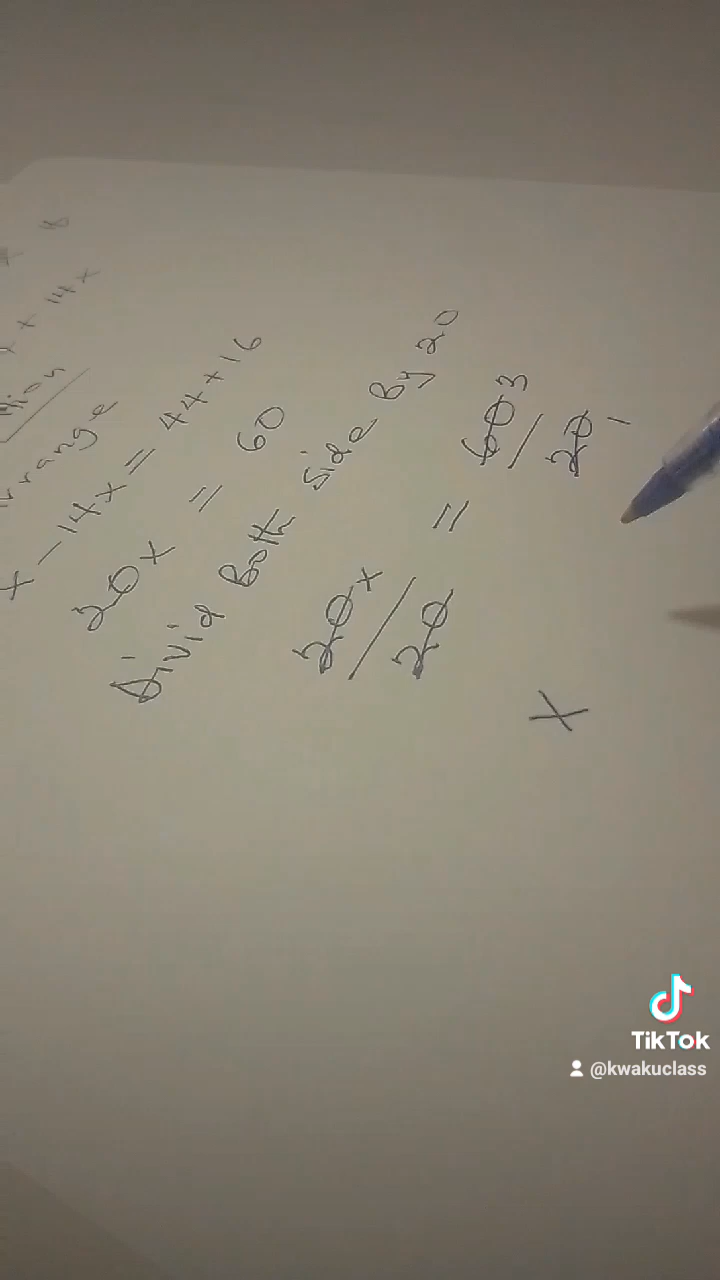 8
x + 14x
rrange
x - 14x = 44+16
20x = 60
Divid Both side By 20
20x/20 = 60 3/20 1
X
TikTok
@kwakuclass